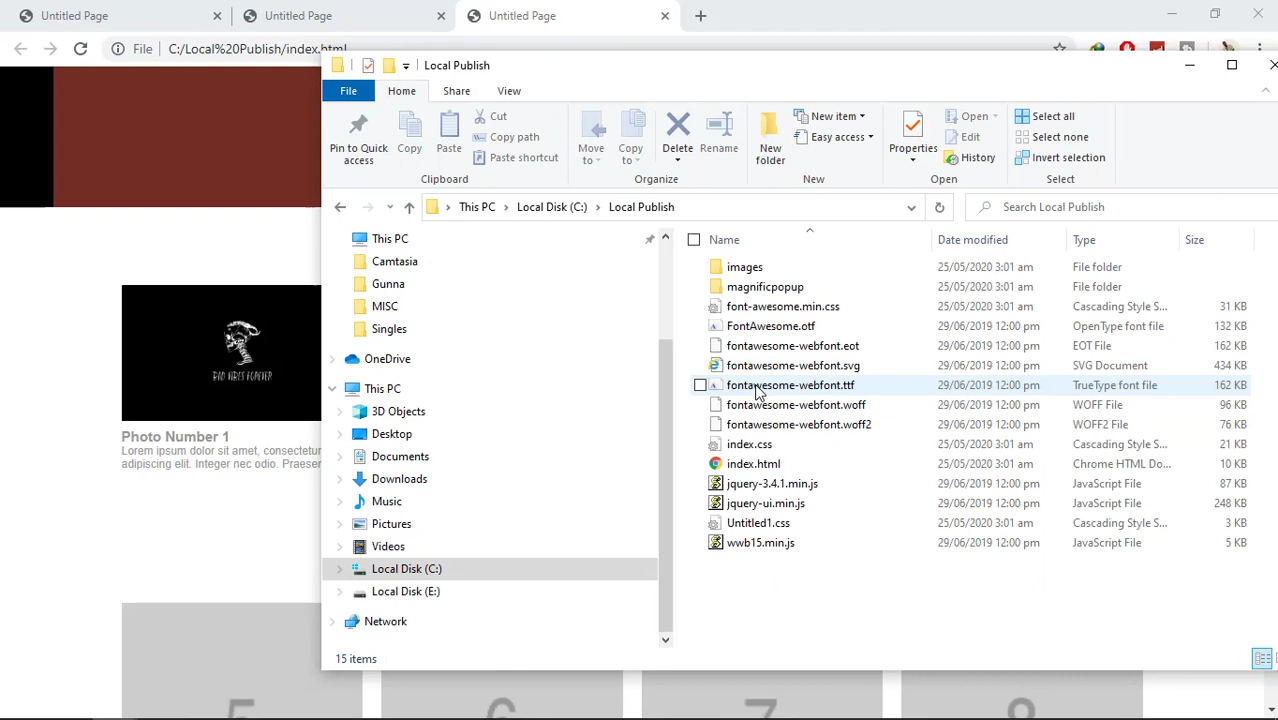 Untitled Page
Untitled Page
Untitled Page
File C:/Local%20Publish/index.html
Local Publish
File Home Share View
Pin to Quick access
Copy
Paste
Cut
Copy path
Paste shortcut
Move to
Copy to
Delete
Rename
New folder
New item
Easy access
Properties
Open
Edit
History
Select all
Select none
Invert selection
Clipboard Organize New Open Select
This PC Local Disk (C:) Local Publish
Search Local Publish
This PC
Camtasia
Gunna
MISC
Singles
OneDrive
This PC
3D Objects
Desktop
Documents
Downloads
Music
Pictures
Videos
Local Disk (C:)
Local Disk (E:)
Network
Name Date modified Type Size
images 25/05/2020 3:01 am File folder
magnificpopup 25/05/2020 3:01 am File folder
font-awesome.min.css 25/05/2020 3:01 am Cascading Style S... 31 KB
FontAwesome.otf 29/06/2019 12:00 pm OpenType font file 132 KB
fontawesome-webfont.eot 29/06/2019 12:00 pm EOT File 162 KB
fontawesome-webfont.svg 29/06/2019 12:00 pm SVG Document 434 KB
fontawesome-webfont.ttf 29/06/2019 12:00 pm TrueType font file 162 KB
fontawesome-webfont.woff 29/06/2019 12:00 pm WOFF File 96 KB
fontawesome-webfont.woff2 29/06/2019 12:00 pm WOFF2 File 76 KB
index.css 25/05/2020 3:01 am Cascading Style S... 21 KB
index.html 25/05/2020 3:01 am Chrome HTML Do... 10 KB
jquery-3.4.1.min.js 29/06/2019 12:00 pm JavaScript File 87 KB
jquery-ui.min.js 29/06/2019 12:00 pm JavaScript File 248 KB
Untitled1.css 25/05/2020 3:01 am Cascading Style S... 3 KB
wwb15.min.js 29/06/2019 12:00 pm JavaScript File 5 KB
15 items
BAD VIBES FOREVER
Photo Number 1
Lorem ipsum dolor sit amet, consectetur
adipiscing elit. Integer nec odio. Praesen
5 6 7 8